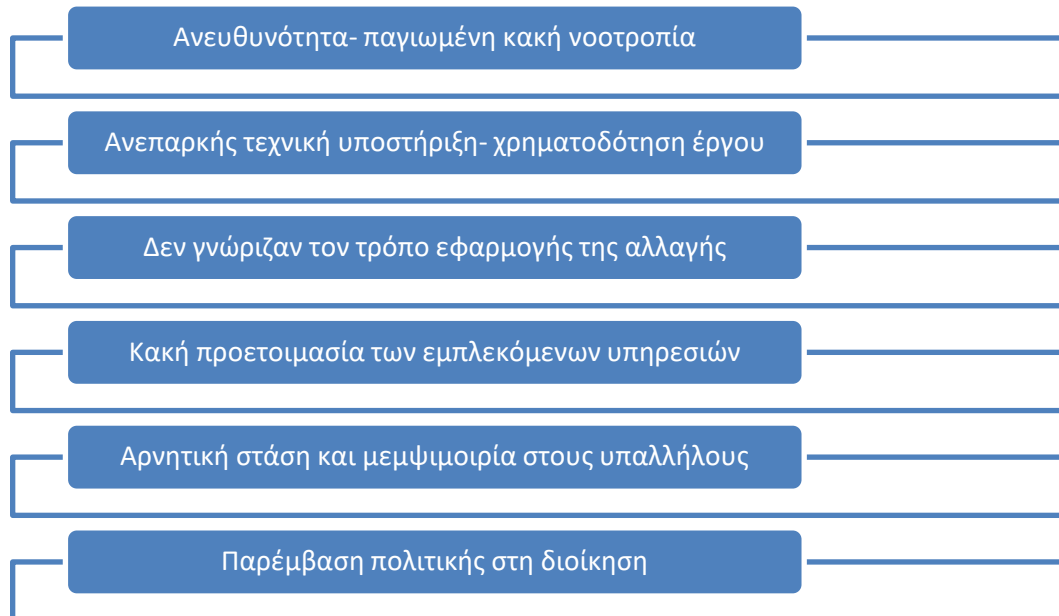 Ανευθυνότητα- παγιωμένη κακή νοοτροπία
Ανεπαρκής τεχνική υποστήριξη- χρηματοδότηση έργου
Δεν γνώριζαν τον τρόπο εφαρμογής της αλλαγής
Κακή προετοιμασία των εμπλεκόμενων υπηρεσιών
Αρνητική στάση και μεμψιμοιρία στους υπαλλήλους
Παρέμβαση πολιτικής στη διοίκηση